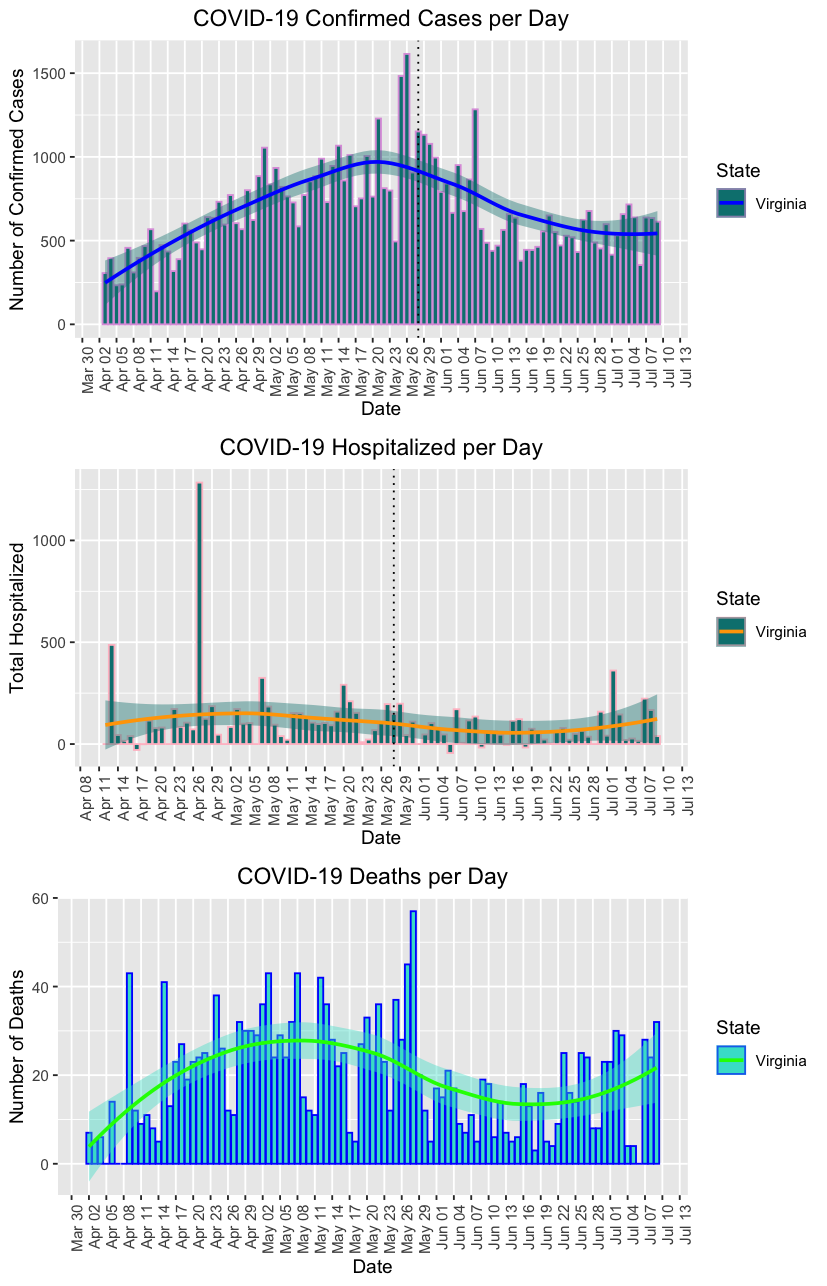 COVID-19 Confirmed Cases per Day
Number of Confirmed Cases
1500
1000
500
0
Mar 30
Apr 02
Apr 05
Apr 08
Apr 11
Apr 14
Apr 17
Apr 20
Apr 23
Apr 26
Apr 29
May 02
May 05
May 08
May 11
May 14
May 17
May 20
May 23
May 26
May 29
Jun 01
Jun 04
Jun 07
Jun 10
Jun 13
Jun 16
Jun 19
Jun 22
Jun 25
Jun 28
Jul 01
Jul 04
Jul 07
Jul 10
Jul 13
Date
State
Virginia
COVID-19 Hospitalized per Day
Total Hospitalized
1000
500
0
Apr 08
Apr 11
Apr 14
Apr 17
Apr 20
Apr 23
Apr 26
Apr 29
May 02
May 05
May 08
May 11
May 14
May 17
May 20
May 23
May 26
May 29
Jun 01
Jun 04
Jun 07
Jun 10
Jun 13
Jun 16
Jun 19
Jun 22
Jun 25
Jun 28
Jul 01
Jul 04
Jul 07
Jul 10
Jul 13
Date
State
Virginia
COVID-19 Deaths per Day
Number of Deaths
60
40
20
0
Mar 30
Apr 02
Apr 05
Apr 08
Apr 11
Apr 14
Apr 17
Apr 20
Apr 23
Apr 26
Apr 29
May 02
May 05
May 08
May 11
May 14
May 17
May 20
May 23
May 26
May 29
Jun 01
Jun 04
Jun 07
Jun 10
Jun 13
Jun 16
Jun 19
Jun 22
Jun 25
Jun 28
Jul 01
Jul 04
Jul 07
Jul 10
Jul 13
Date
State
Virginia